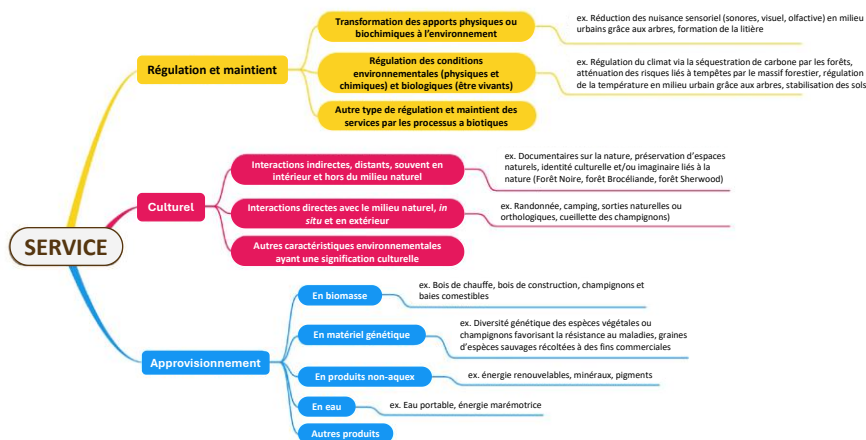 SERVICE
Régulation et maintient
Transformation des apports physiques ou
biochimiques à l'environnement
ex. Réduction des nuisance sensoriel (sonores, visuel, olfactive) en milieu
urbains grâce aux arbres, formation de la litière
Régulation des conditions
environnementales (physiques et
chimiques) et biologiques (être vivants)
ex. Régulation du climat via la séquestration de carbone par les forêts,
atténuation des risques liés à tempêtes par le massif forestier, régulation
de la température en milieu urbain grâce aux arbres, stabilisation des sols
Autre type de régulation et maintient des
services par les processus a biotiques
Culturel
Interactions indirectes, distants, souvent en
intérieur et hors du milieu naturel
ex. Documentaires sur la nature, préservation d'espaces
naturels, identité culturelle et/ou imaginaire liés à la
nature (Forêt Noire, forêt Brocéliande, forêt Sherwood)
Interactions directes avec le milieu naturel, in
situ et en extérieur
ex. Randonnée, camping, sorties naturelles ou
orthologiques, cueillette des champignons)
Autres caractéristiques environnementales
ayant une signification culturelle
Approvisionnement
En biomasse
ex. Bois de chauffe, bois de construction, champignons et
baies comestibles
En matériel génétique
ex. Diversité génétique des espèces végétales ou
champignons favorisant la résistance au maladies, graines
d'espèces sauvages récoltées à des fins commerciales
En produits non-aquex
ex. énergie renouvelables, minéraux, pigments
En eau
ex. Eau portable, énergie marémotrice
Autres produits